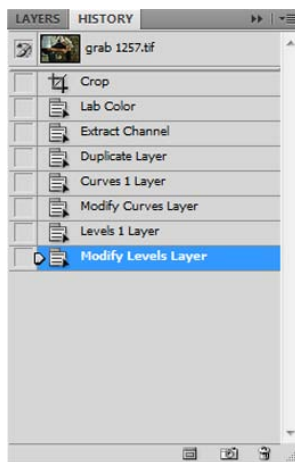 LAYERS HISTORY
grab 1257.tif
Crop
Lab Color
Extract Channel
Duplicate Layer
Curves 1 Layer
Modify Curves Layer
Levels 1 Layer
Modify Levels Layer